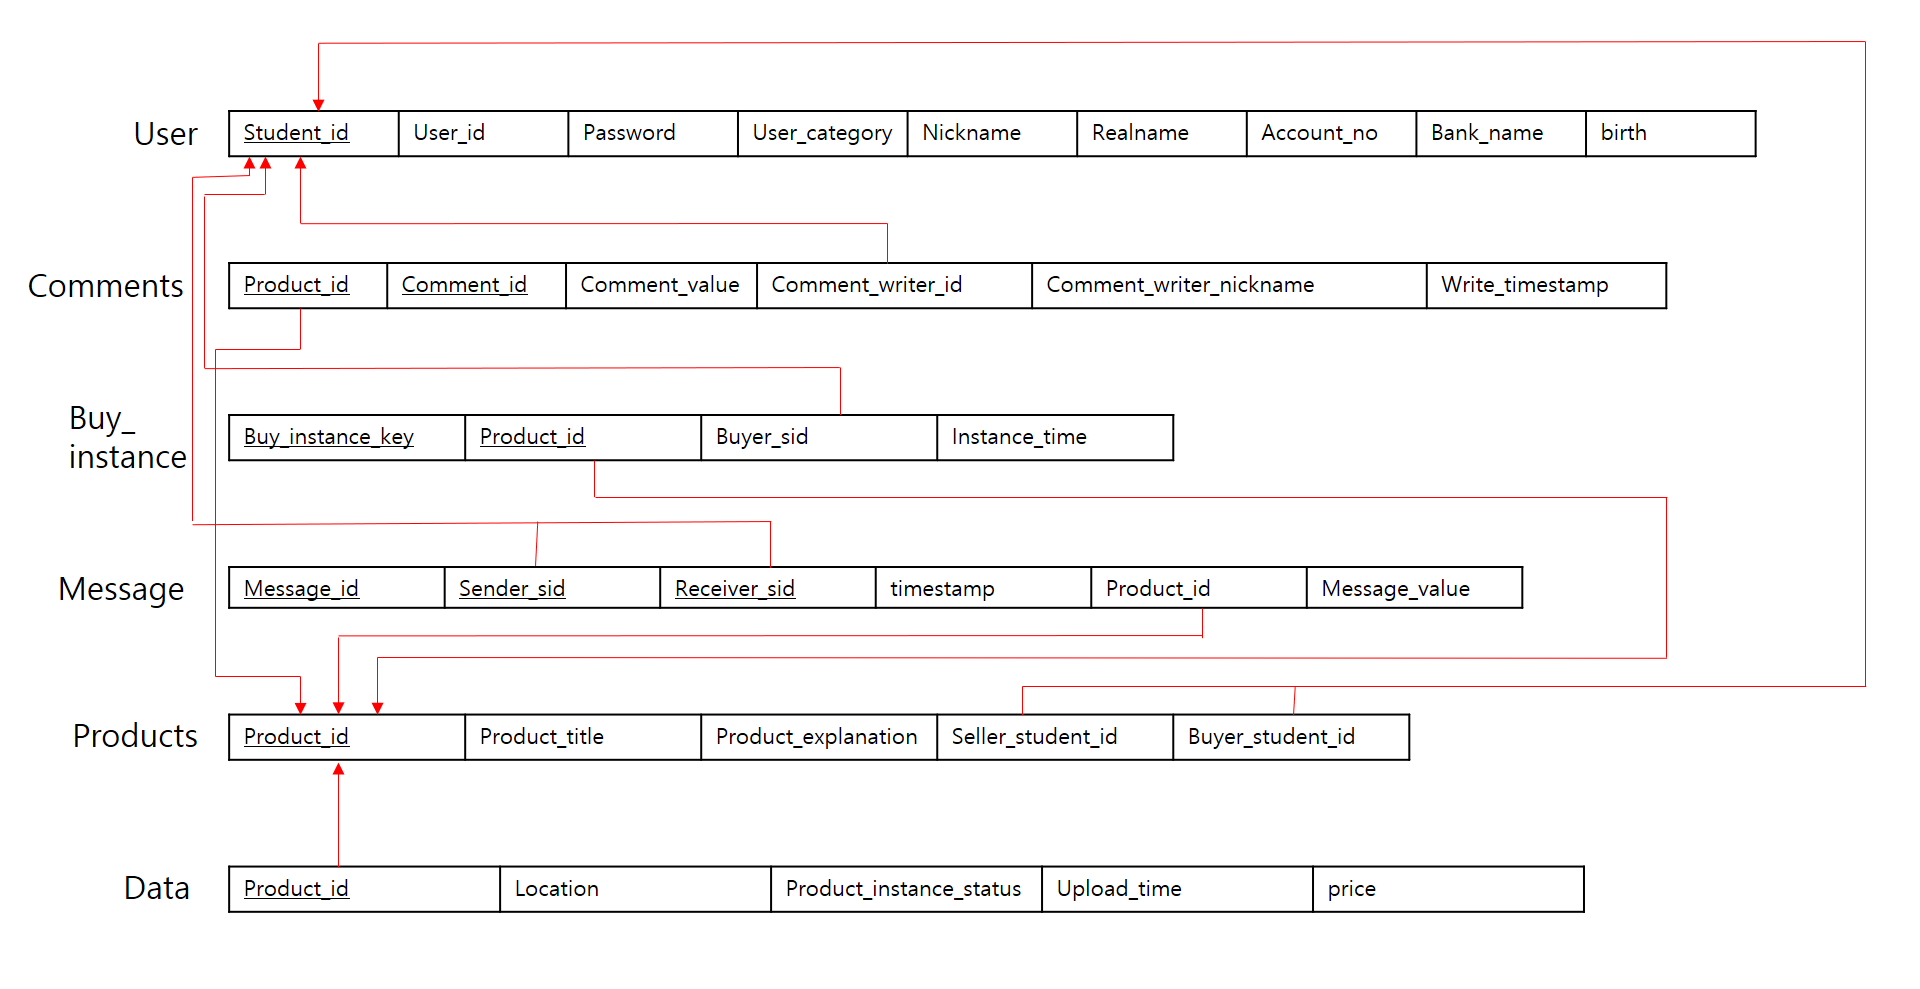 User
Student_id
User_id
Password
User_category
Nickname
Realname
Account_no
Bank_name
birth
Comments
Product_id
Comment_id
Comment_value
Comment_writer_id
Comment_writer_nickname
Write_timestamp
Buy_
instance
Buy_instance_key
Product_id
Buyer_sid
Instance_time
Message
Message_id
Sender_sid
Receiver_sid
timestamp
Product_id
Message_value
Products
Product_id
Product_title
Product_explanation
Seller_student_id
Buyer_student_id
Data
Product_id
Location
Product_instance_status
Upload_time
price